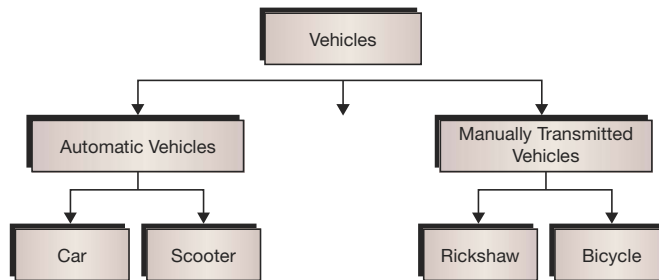 Vehicles
Automatic Vehicles
Manually Transmitted
Vehicles
Car
Scooter
Rickshaw
Bicycle